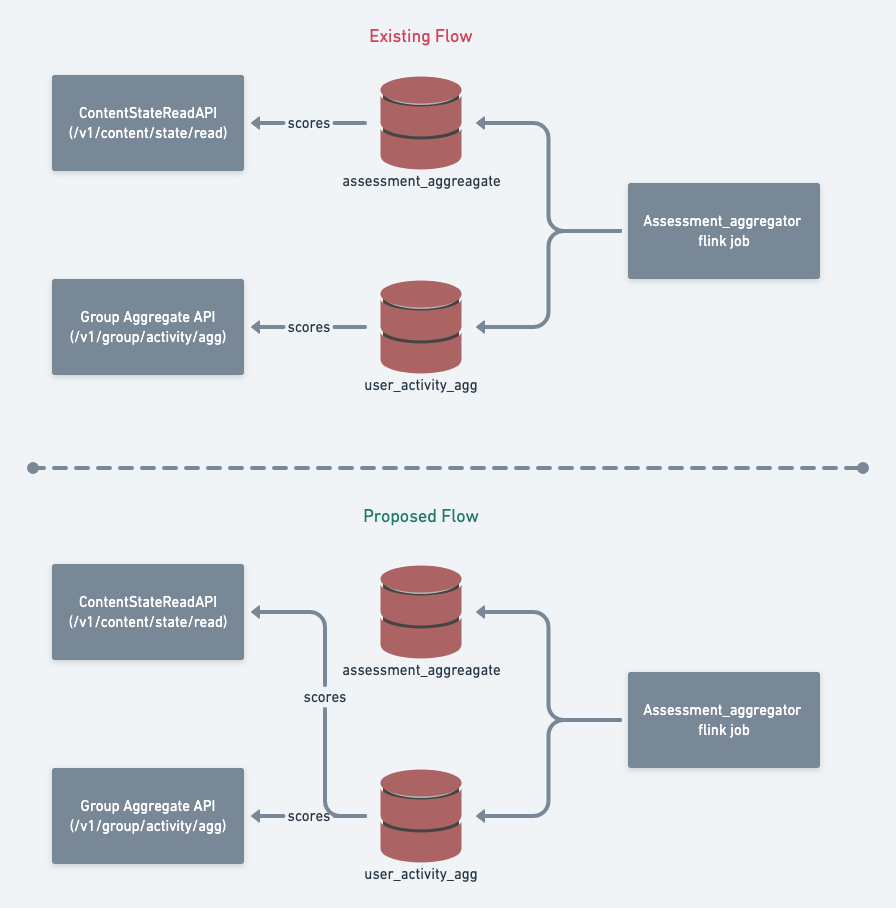 Existing Flow
ContentStateReadAPI
(/v1/content/state/read)
scores
assessment_aggreagate
Assessment_aggregator
flink job
Group Aggregate API
(/v1/group/activity/agg)
scores
user_activity_agg
Proposed Flow
ContentStateReadAPI
(/v1/content/state/read)
assessment_aggreagate
scores
Assessment_aggregator
flink job
Group Aggregate API
(/v1/group/activity/agg)
scores
user_activity_agg